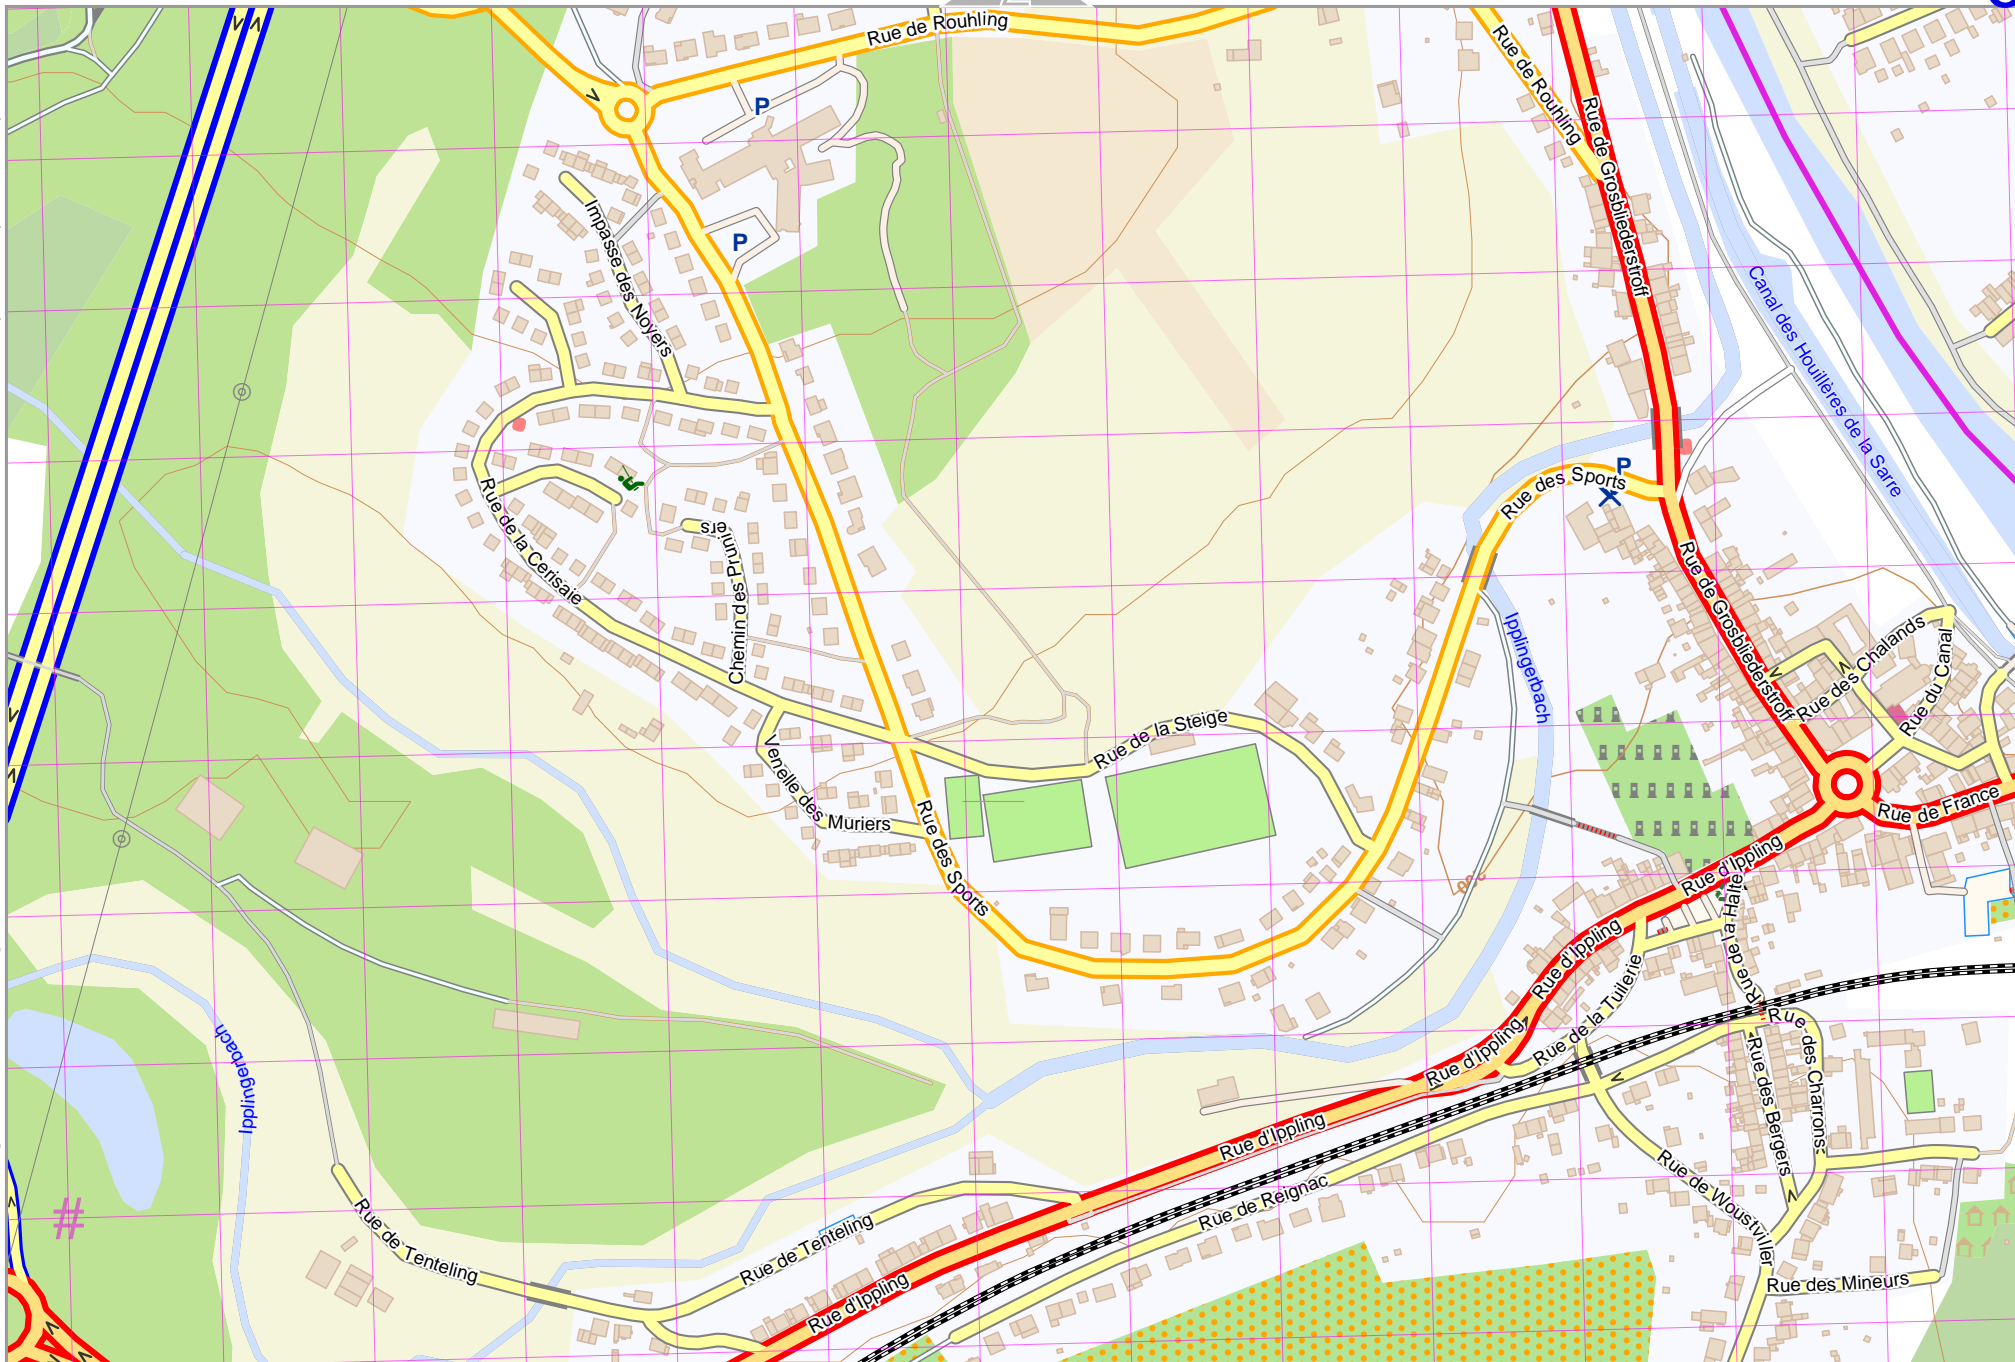 Rue de Rouhling
Rue de Rouhling
Rue de Grosbliederstroff
P
P
Impasse des Noyers
Canal des Houillères de la Sarre
P
Rue des Sports
Rue de la Cerisaie
Chemin des Pruniers
Rue de Grosbliederstroff
Ipplingerbach
Rue des Chalands
Rue du Canal
Rue de la Steige
Venelle des Muriers
Rue des Sports
Rue de France
Rue d'Ippling
200
Rue de la Halte
Rue d'Ippling
Rue de la Tuilerie
Rue d'Ippling
Rue des Charrons
Rue des Bergers
Ipplingerbach
Rue d'Ippling
Rue de Reignac
Rue de Woustviller
Rue de Tenteling
Rue de Tenteling
Rue d'Ippling
Rue des Mineurs
#